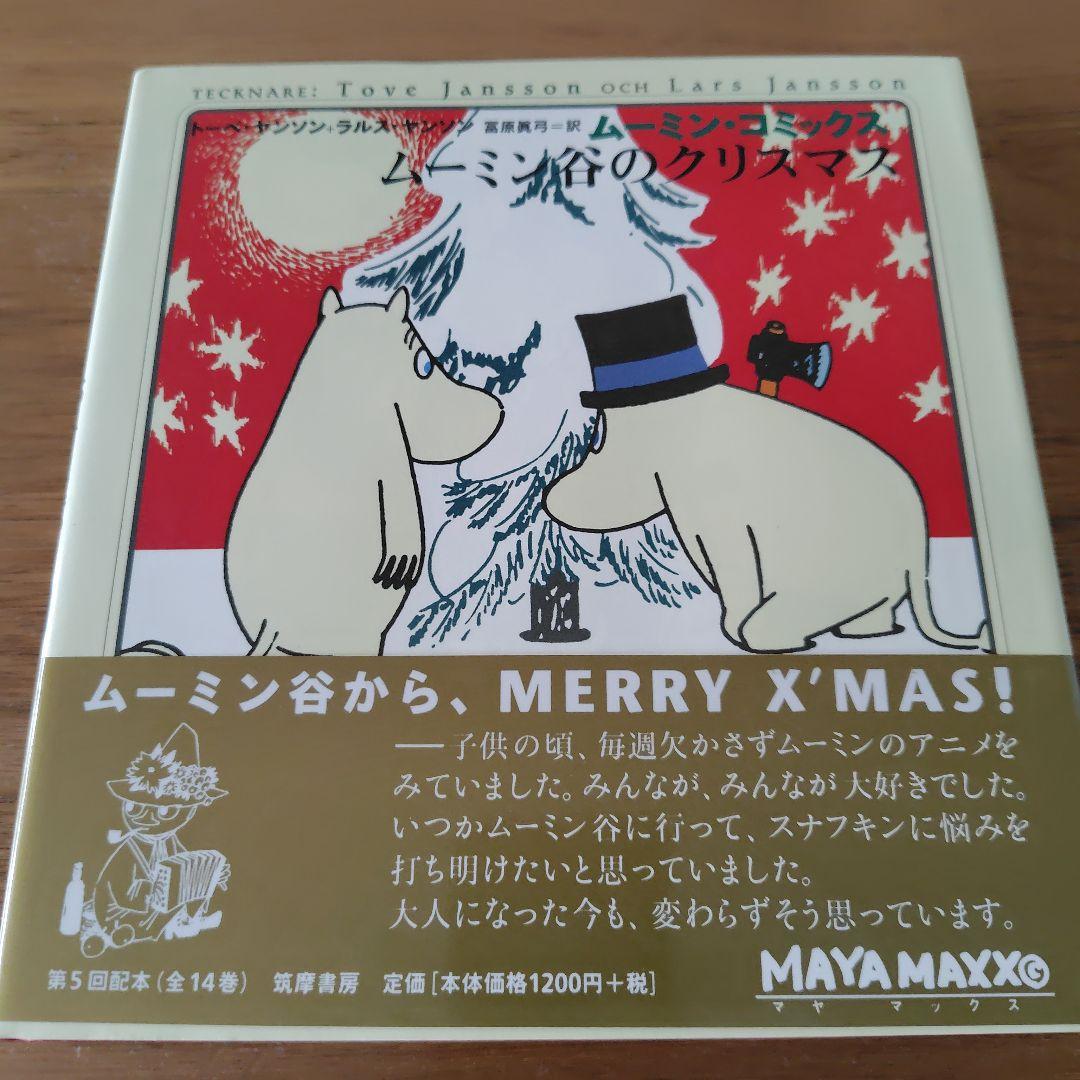 TECKNARE: Tove Jansson OCH Lars Jansson
トーベ・ヤンソン+ラルス・ヤンソン 冨原眞弓=訳 ムーミン・コミックス
ムーミン谷のクリスマス
ムーミン谷から、MERRY X'MAS!
――子供の頃、毎週欠かさずムーミンのアニメを
みていました。みんなが、みんなが大好きでした。
いつかムーミン谷に行って、スナフキンに悩みを
打ち明けたいと思っていました。
大人になった今も、変わらずそう思っています。
MAYA MAXX©
マヤ マックス
第5回配本(全14巻) 筑摩書房 定価[本体価格1200円+税]